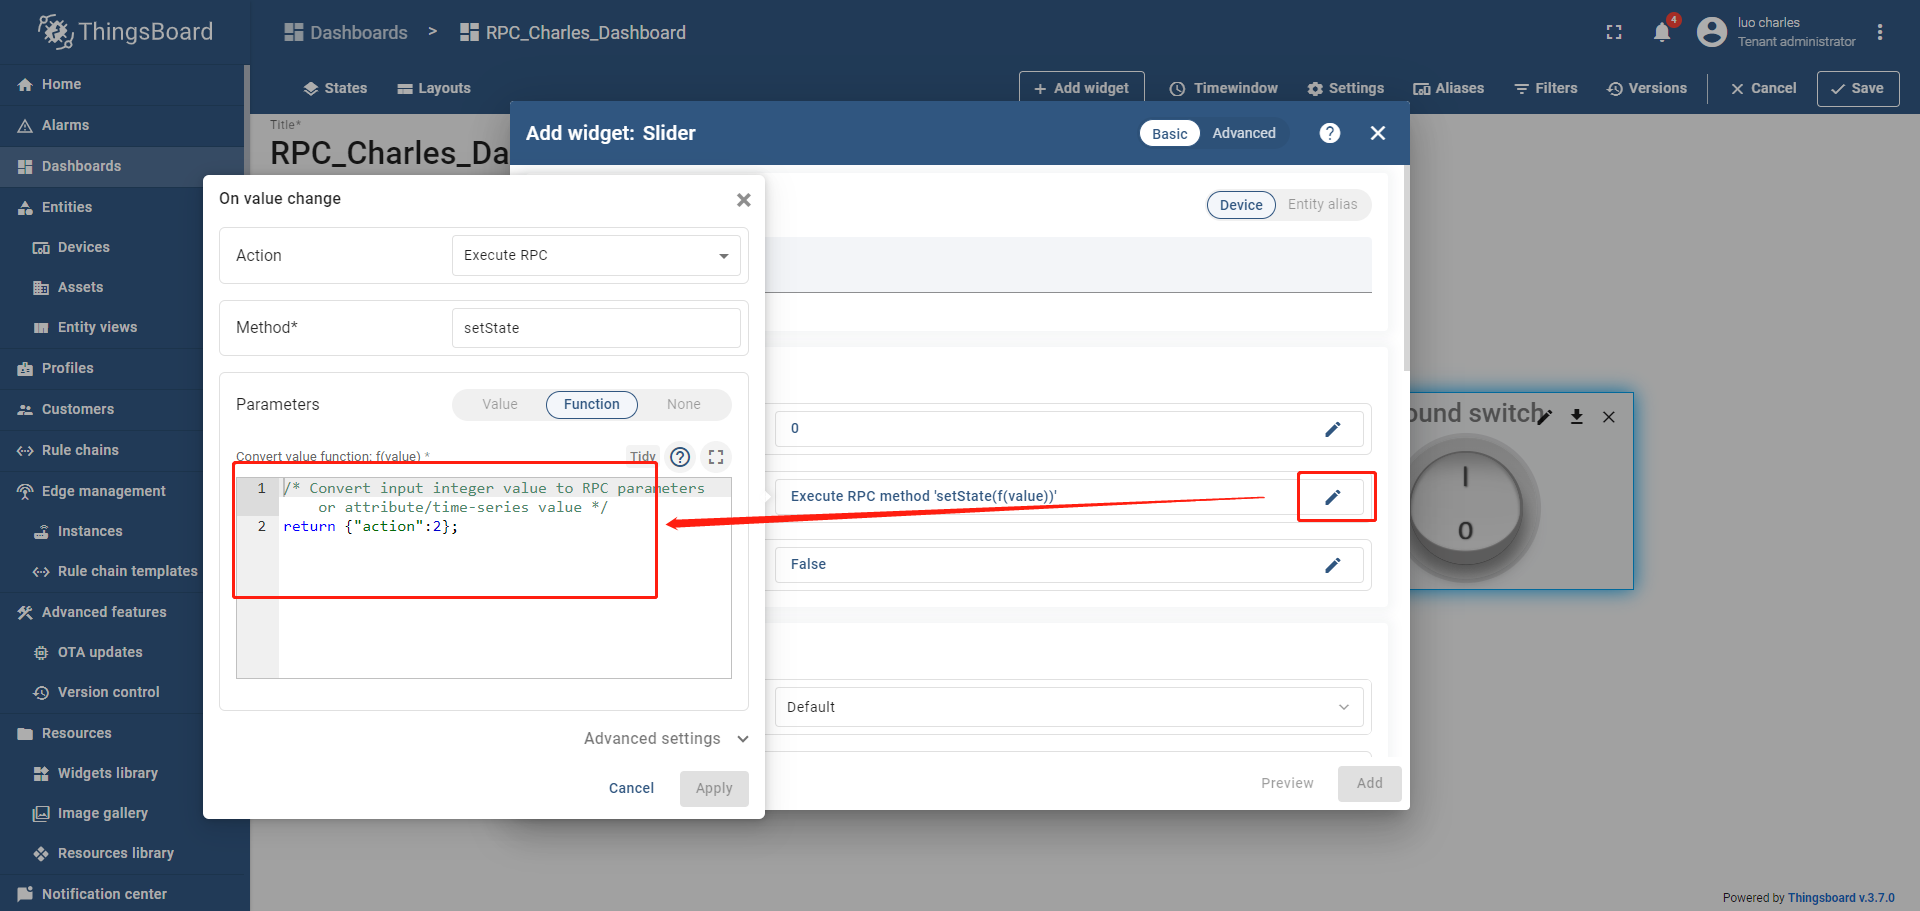 ThingsBoard
Dashboards > RPC_Charles_Dashboard
4
luo charles
Tenant administrator
Home
Alarms
Dashboards
Entities
Devices
Assets
Entity views
Profiles
Customers
Rule chains
Edge management
Instances
Rule chain templates
Advanced features
OTA updates
Version control
Resources
Widgets library
Image gallery
Resources library
Notification center
States
Layouts
+ Add widget
Timewindow
Settings
Aliases
Filters
Versions
Cancel
Save
Title*
RPC_Charles_Da
Add widget: Slider
Basic
Advanced
?
Device
Entity alias
On value change
Action
Execute RPC
Method*
setState
Parameters
Value
Function
None
Convert value function: f(value) *
Tidy
?
1 /* Convert input integer value to RPC parameters
or attribute/time-series value */
2 return {"action":2};
Advanced settings
Cancel
Apply
0
Execute RPC method 'setState(f(value))'
False
Default
Preview
Add
ound switch
I
0
Powered by Thingsboard v.3.7.0